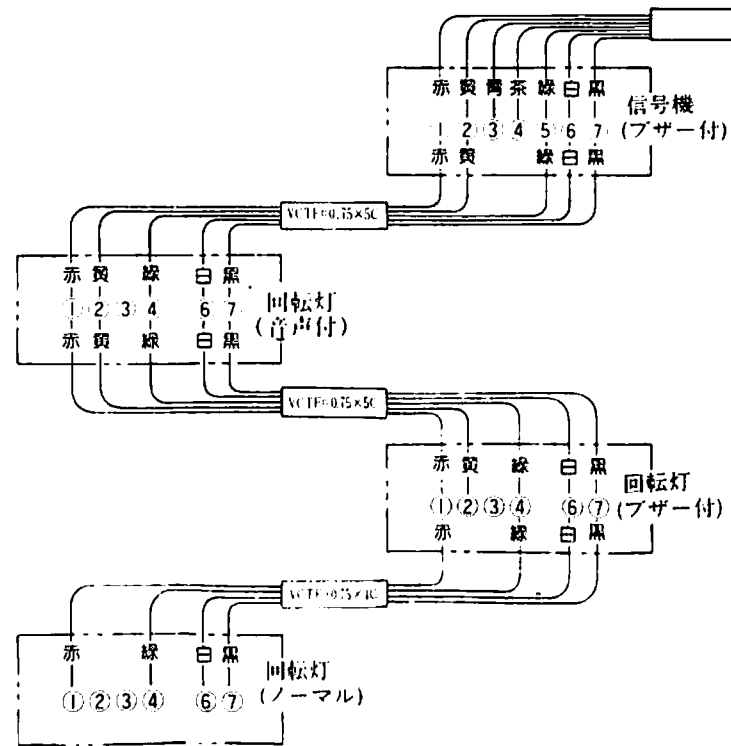 赤 黄 青 茶 緑 白 黒
① ② ③ ④ ⑤ ⑥ ⑦
赤 黄 緑 白 黒
信号機
(ブザー付)
VCTF-0.75×5C
赤 黄 緑 白 黒
① ② ③ ④ ⑥ ⑦
赤 黄 緑 白 黒
回転灯
(音声付)
VCTF-0.75×5C
赤 黄 緑 白 黒
① ② ③ ④ ⑥ ⑦
赤 緑 白 黒
回転灯
(ブザー付)
VCTF-0.75×4C
赤 緑 白 黒
① ② ③ ④ ⑥ ⑦
回転灯
(ノーマル)